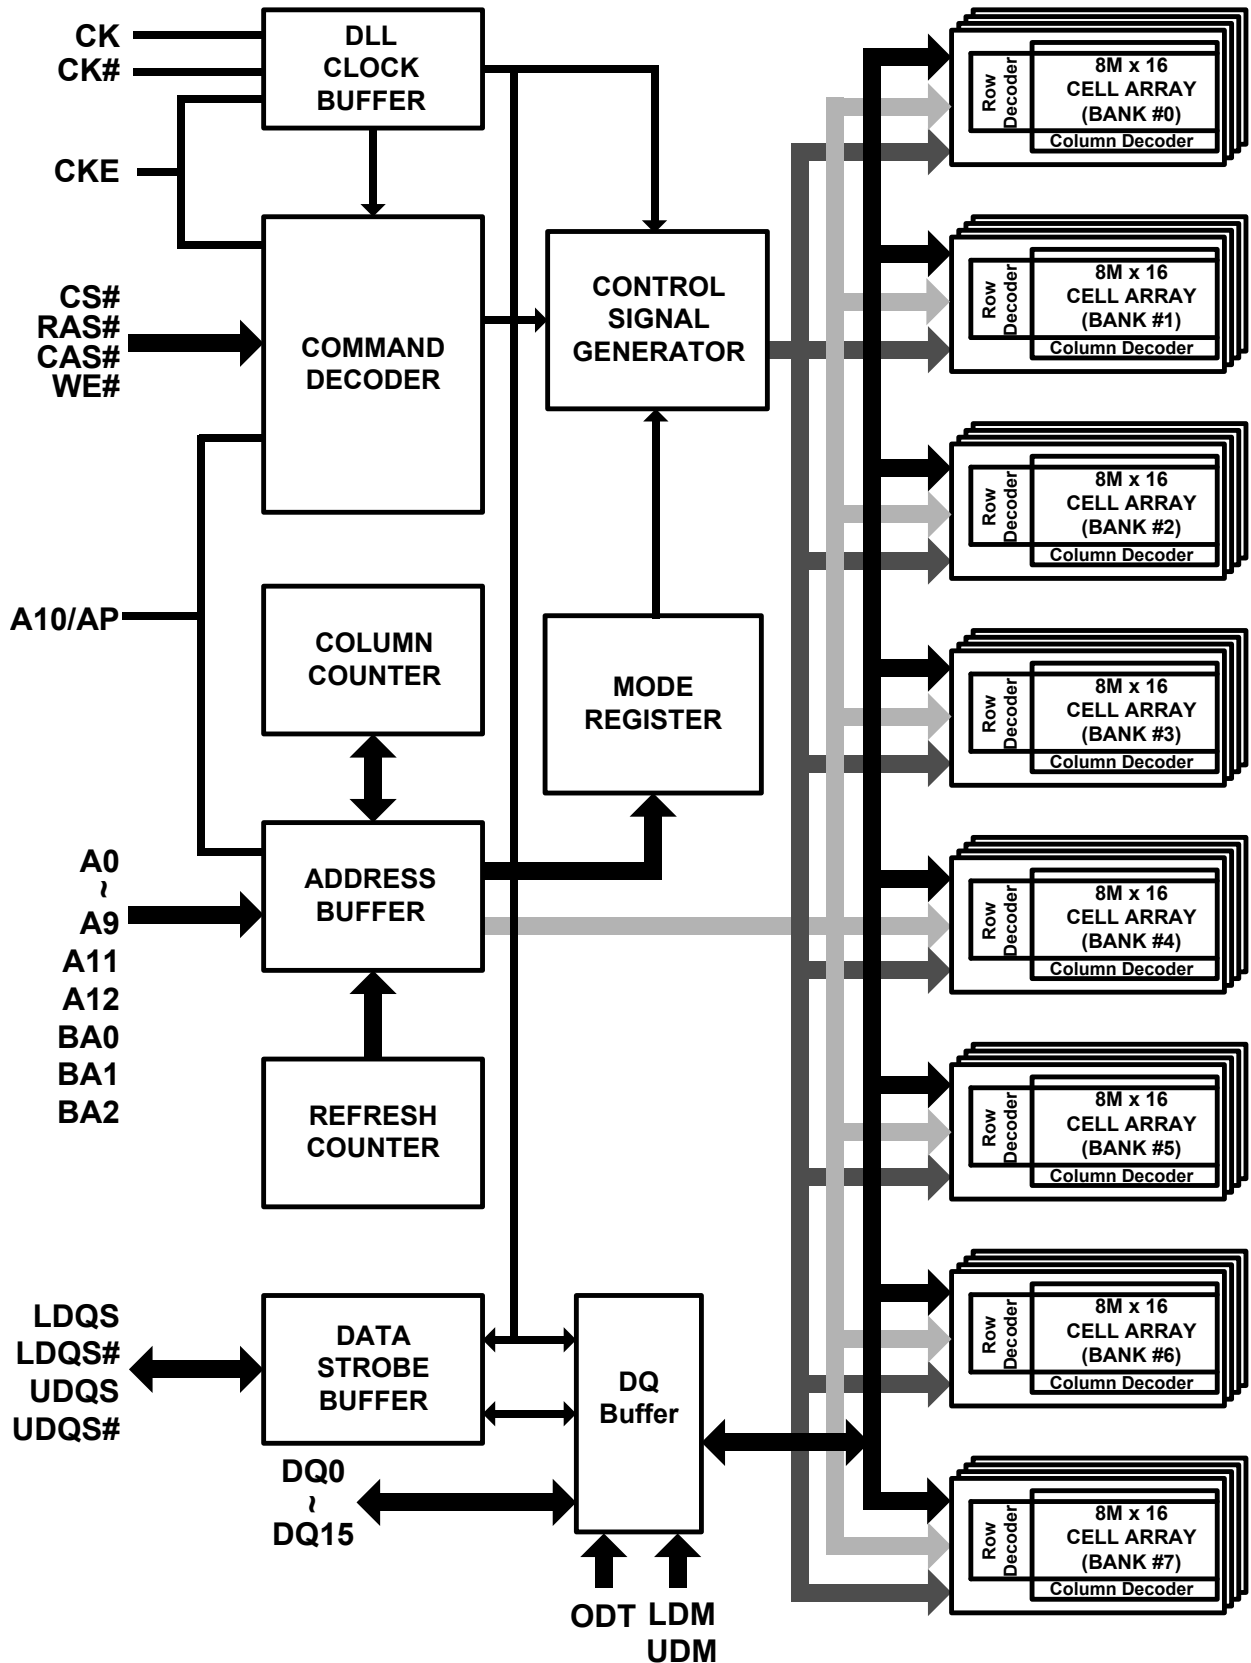 CK
CK#
CKE
CS#
RAS#
CAS#
WE#
A10/AP
A0
~
A9
A11
A12
BA0
BA1
BA2
LDQS
LDQS#
UDQS
UDQS#
DLL
CLOCK
BUFFER
COMMAND
DECODER
CONTROL
SIGNAL
GENERATOR
COLUMN
COUNTER
MODE
REGISTER
ADDRESS
BUFFER
REFRESH
COUNTER
DATA
STROBE
BUFFER
DQ
Buffer
DQ0
~
DQ15
ODT
LDM
UDM
Row
Decoder
8M x 16
CELL ARRAY
(BANK #0)
Column Decoder
Row
Decoder
8M x 16
CELL ARRAY
(BANK #1)
Column Decoder
Row
Decoder
8M x 16
CELL ARRAY
(BANK #2)
Column Decoder
Row
Decoder
8M x 16
CELL ARRAY
(BANK #3)
Column Decoder
Row
Decoder
8M x 16
CELL ARRAY
(BANK #4)
Column Decoder
Row
Decoder
8M x 16
CELL ARRAY
(BANK #5)
Column Decoder
Row
Decoder
8M x 16
CELL ARRAY
(BANK #6)
Column Decoder
Row
Decoder
8M x 16
CELL ARRAY
(BANK #7)
Column Decoder